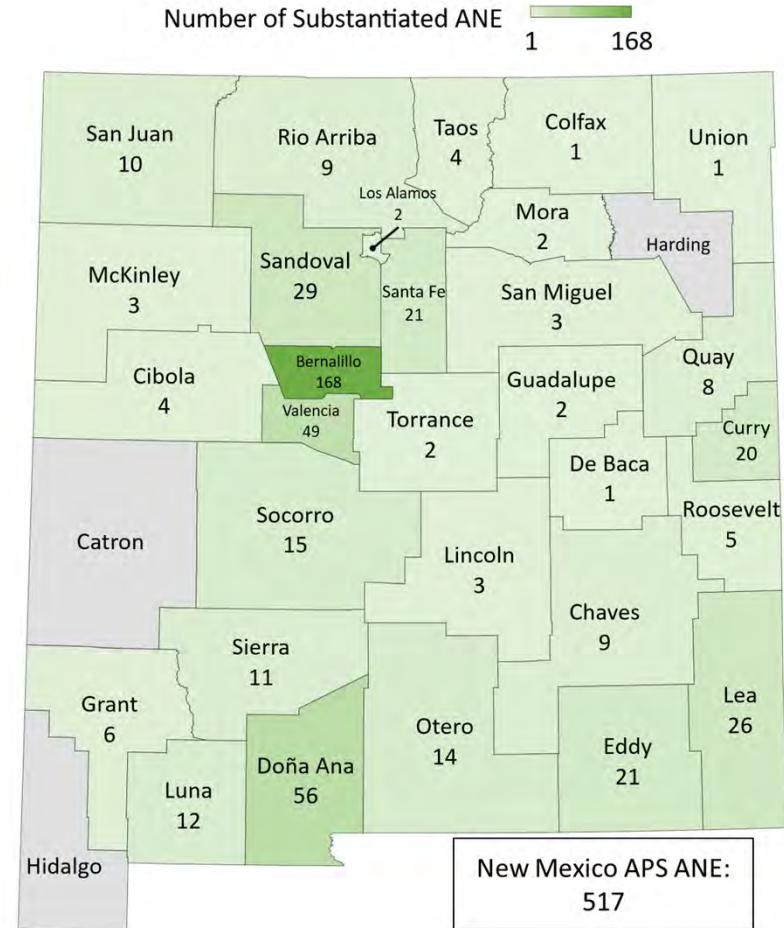 Number of Substantiated ANE
1 168
San Juan
10
Rio Arriba
9
Taos
4
Colfax
1
Union
1
Los Alamos
2
Mora
2
Harding
McKinley
3
Sandoval
29
Santa Fe
21
San Miguel
3
Cibola
4
Bernalillo
168
Valencia
49
Torrance
2
Guadalupe
2
Quay
8
Curry
20
De Baca
1
Roosevelt
5
Catron
Socorro
15
Lincoln
3
Chaves
9
Sierra
11
Grant
6
Lea
26
Otero
14
Eddy
21
Doña Ana
56
Luna
12
Hidalgo
New Mexico APS ANE:
517